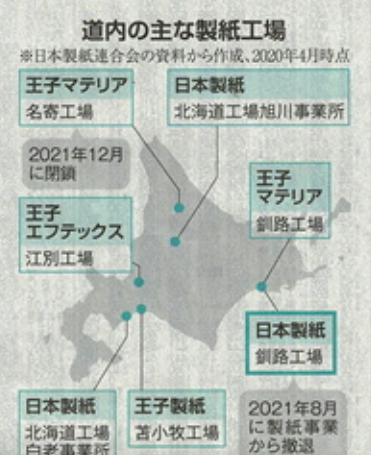 道内の主な製紙工場
※日本製紙連合会の資料から作成、2020年4月時点
王子マテリア
名寄工場
2021年12月
に閉鎖
日本製紙
北海道工場旭川事業所
王子
マテリア
釧路工場
王子
エフテックス
江別工場
日本製紙
釧路工場
2021年8月
に製紙事業
から撤退
日本製紙
北海道工場
白老事業所
王子製紙
苫小牧工場